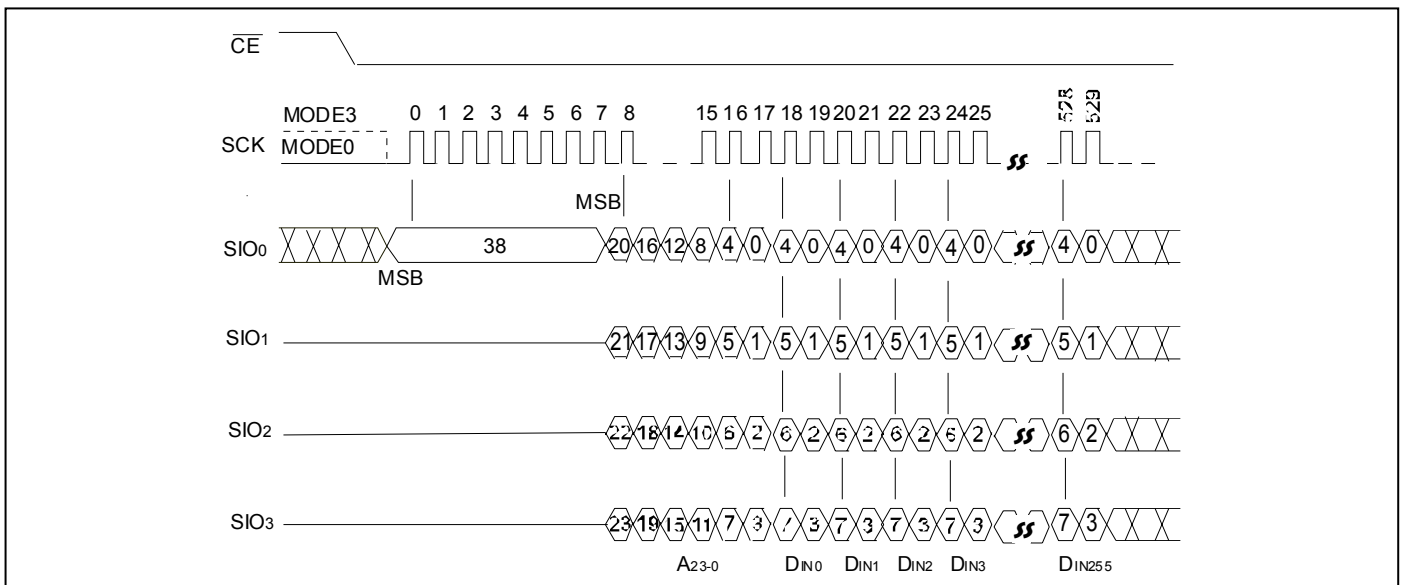 CE
MODE3 0 1 2 3 4 5 6 7 8 15 16 17 18 19 20 21 22 23 24 25 528 529
SCK MODE0
MSB
SIO0 38 20 16 12 8 4 0 4 0 4 0 4 0 4 0 4 0
MSB
SIO1 21 17 13 9 5 1 5 1 5 1 5 1 5 1 5 1
SIO2 22 18 14 10 6 2 6 2 6 2 6 2 6 2 6 2
SIO3 23 19 15 11 7 3 7 3 7 3 7 3 7 3 7 3
A23-0 DIN0 DIN1 DIN2 DIN3 DIN255